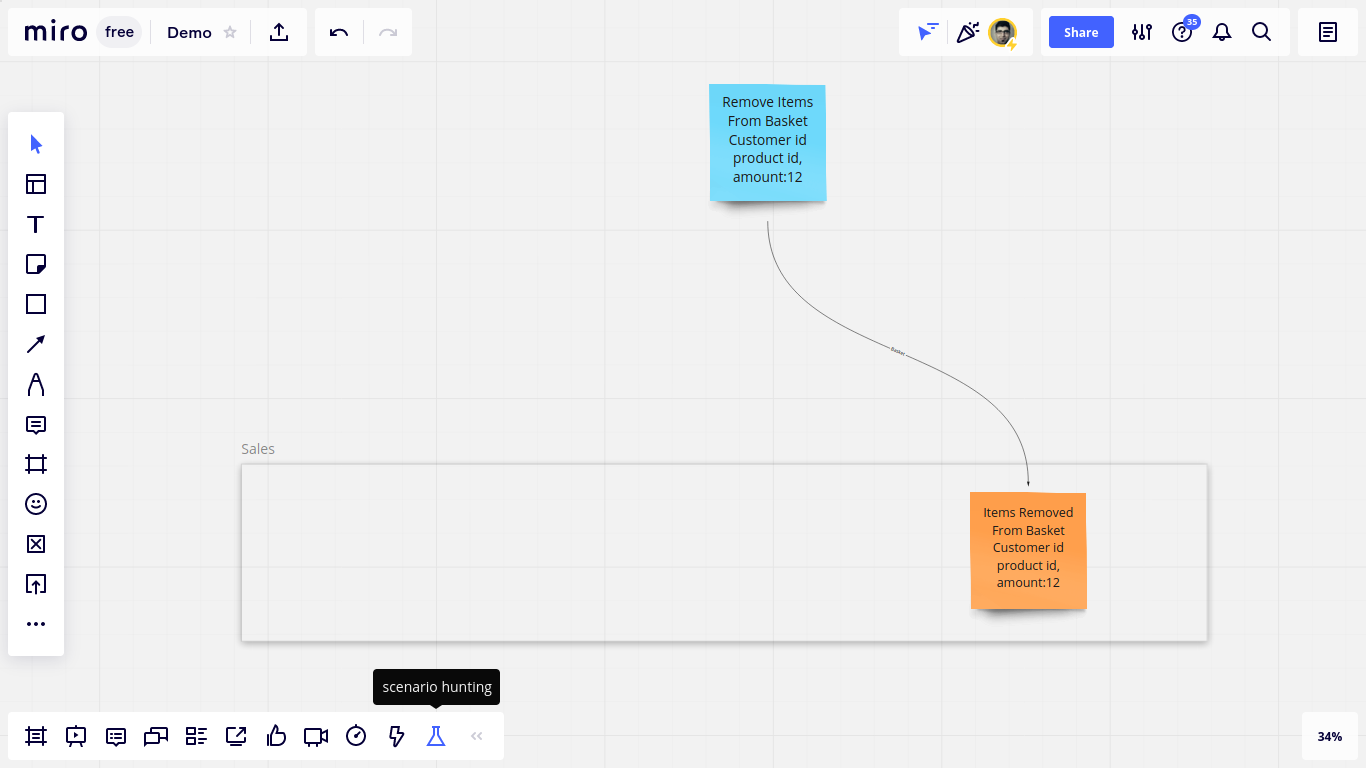 miro
free
Demo
35
Share
Remove Items
From Basket
Customer id
product id,
amount:12
Basket
Sales
Items Removed
From Basket
Customer id
product id,
amount:12
scenario hunting
34%